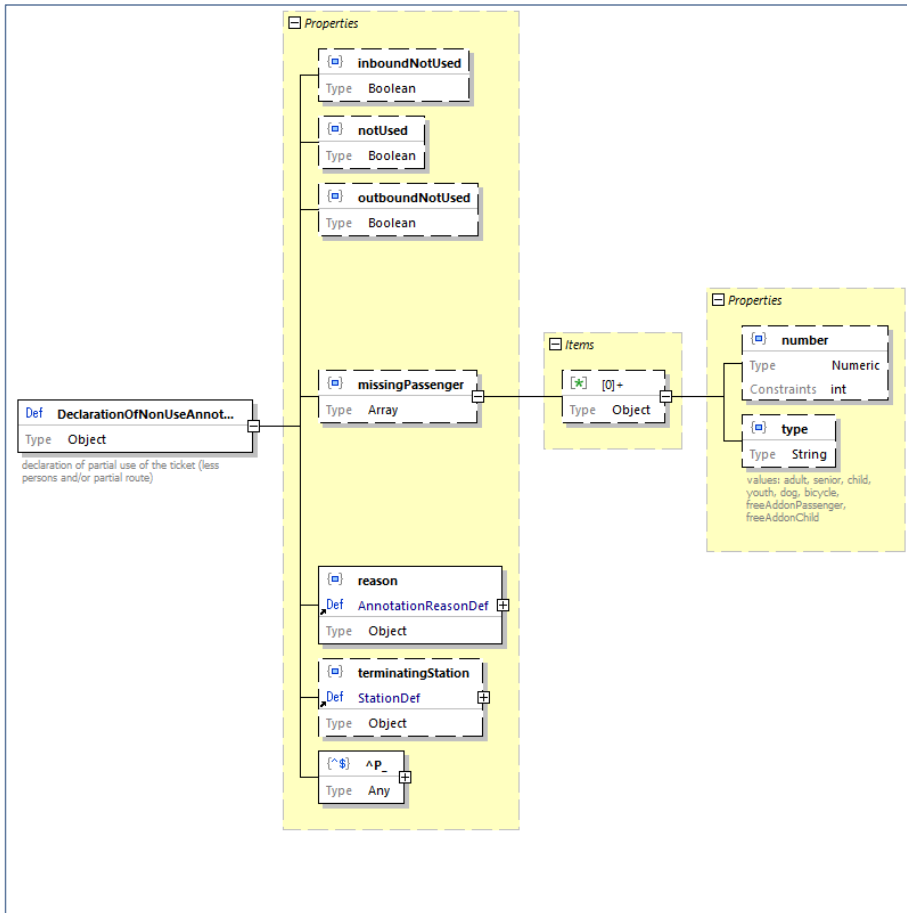 Properties
{ } inboundNotUsed
Type Boolean
{ } notUsed
Type Boolean
{ } outboundNotUsed
Type Boolean
{ } missingPassenger
Type Array
Items
[*] [0]+
Type Object
Properties
{ } number
Type Numeric
Constraints int
{ } type
Type String
values: adult, senior, child,
youth, dog, bicycle,
freeAddonPassenger,
freeAddonChild
Def DeclarationOfNonUseAnnot...
Type Object
declaration of partial use of the ticket (less
persons and/or partial route)
{ } reason
Def AnnotationReasonDef
Type Object
{ } terminatingStation
Def StationDef
Type Object
{^$} ^P_
Type Any